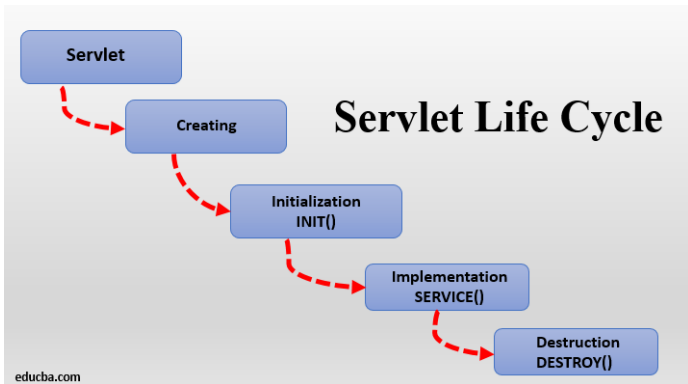 Servlet
Creating
Servlet Life Cycle
Initialization
INIT()
Implementation
SERVICE()
Destruction
DESTROY()
educba.com